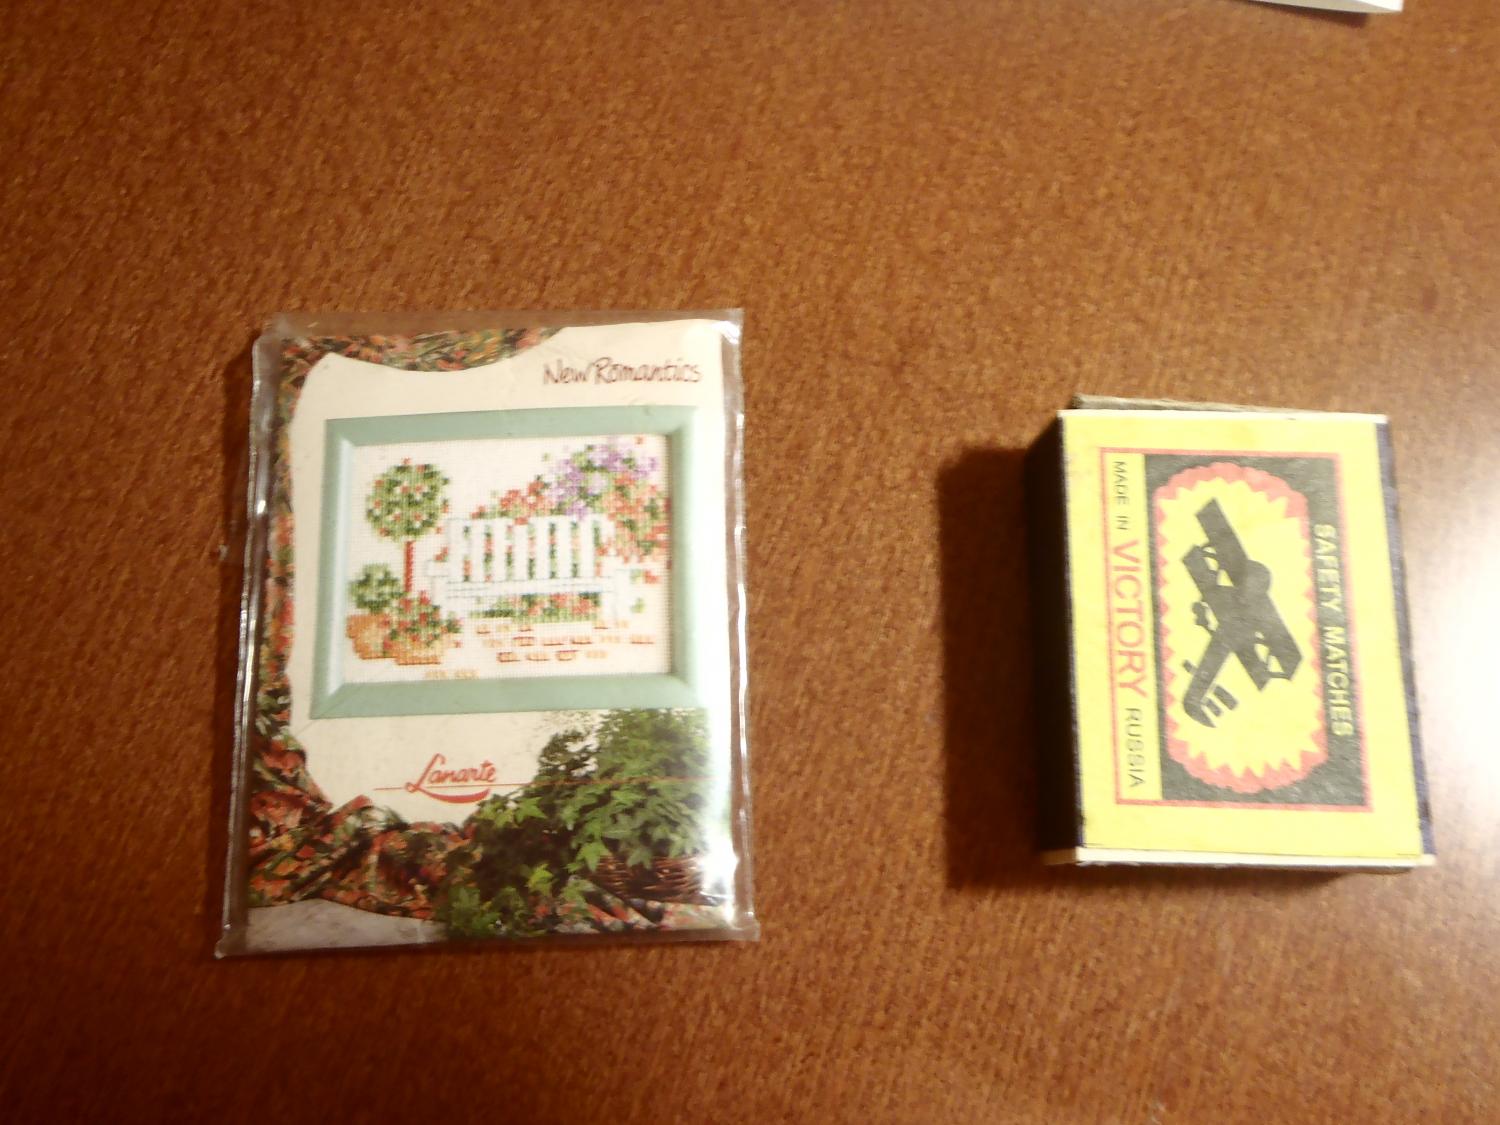 New Romantics
Lanarte
SAFETY MATCHES
MADE IN VICTORY RUSSIA